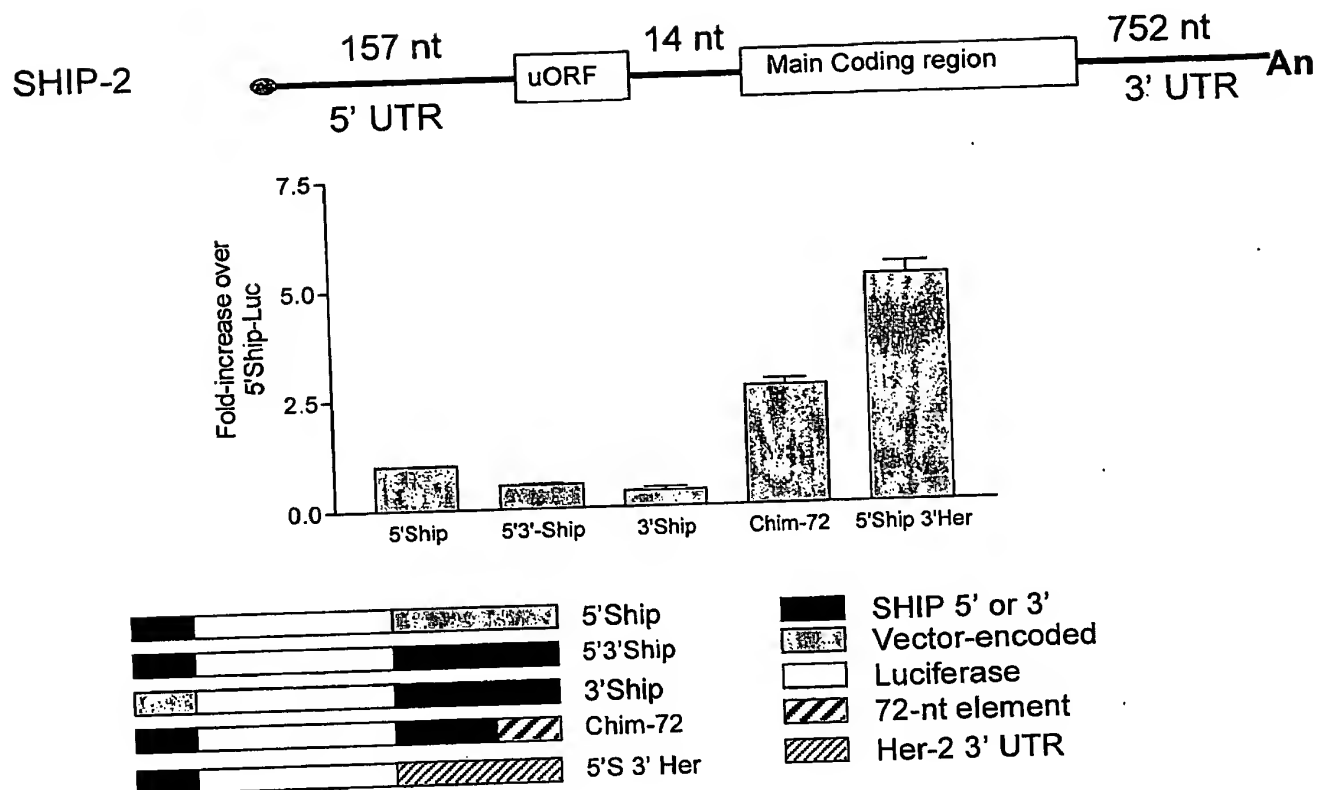 SHIP-2
157 nt
5' UTR
uORF
14 nt
Main Coding region
752 nt
3' UTR
An
Fold-increase over
5'Ship-Luc
7.5
5.0
2.5
0.0
5'Ship
5'3'-Ship
3'Ship
Chim-72
5'Ship 3'Her
5'Ship
5'3'Ship
3'Ship
Chim-72
5'S 3' Her
SHIP 5' or 3'
Vector-encoded
Luciferase
72-nt element
Her-2 3' UTR